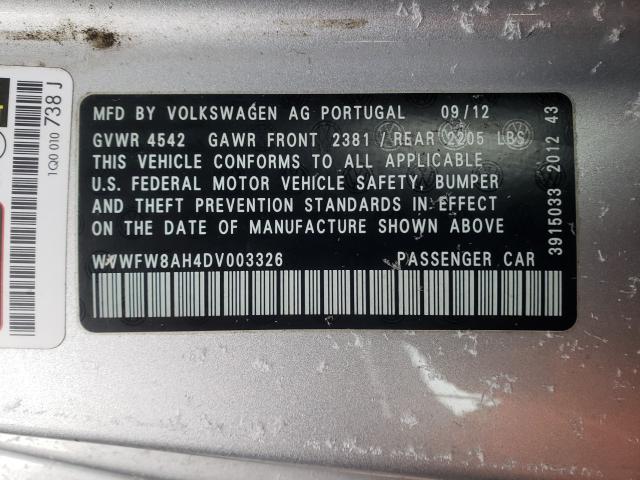 MFD BY VOLKSWAGEN AG PORTUGAL 09/12
GVWR 4542 GAWR FRONT 2381 / REAR 2205 LBS
THIS VEHICLE CONFORMS TO ALL APPLICABLE
U.S. FEDERAL MOTOR VEHICLE SAFETY, BUMPER
AND THEFT PREVENTION STANDARDS IN EFFECT
ON THE DATE OF MANUFACTURE SHOWN ABOVE
WVWFW8AH4DV003326 PASSENGER CAR
3915033 2012 43
1Q0 010 738 J